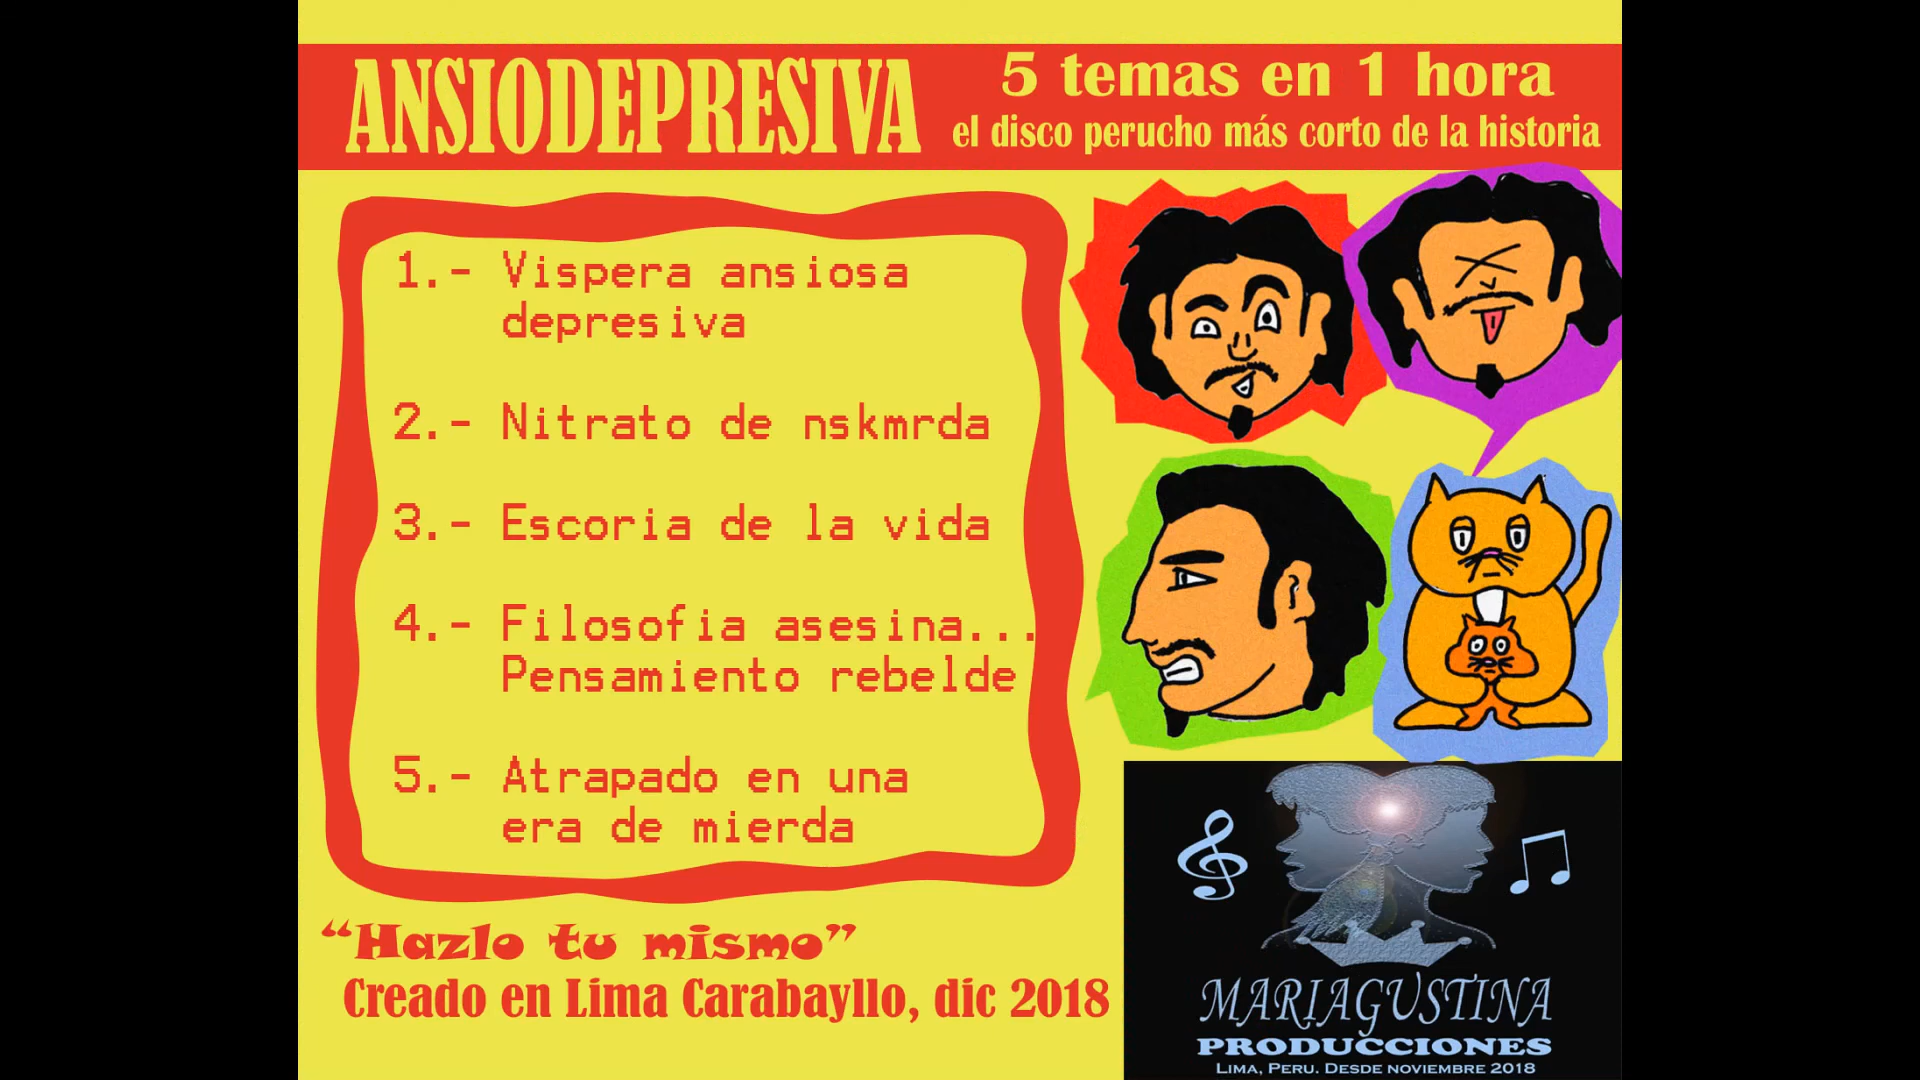 ANSIODEPRESIVA
5 temas en 1 hora
el disco perucho más corto de la historia
1.- Vispera ansiosa
depresiva
2.- Nitrato de nskmrda
3.- Escoria de la vida
4.- Filosofia asesina...
Pensamiento rebelde
5.- Atrapado en una
era de mierda
“Hazlo tu mismo”
Creado en Lima Carabayllo, dic 2018
MARIAGUSTINA
PRODUCCIONES
LIMA, PERU. DESDE NOVIEMBRE 2018